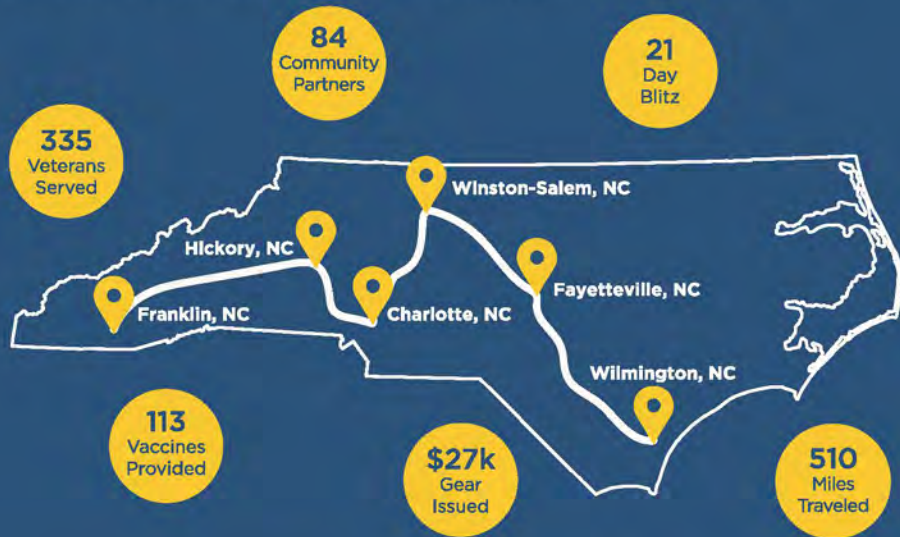 84
Community
Partners
21
Day
Blitz
335
Veterans
Served
Winston-Salem, NC
Hickory, NC
Fayetteville, NC
Franklin, NC
Charlotte, NC
Wilmington, NC
113
Vaccines
Provided
$27k
Gear
Issued
510
Miles
Traveled